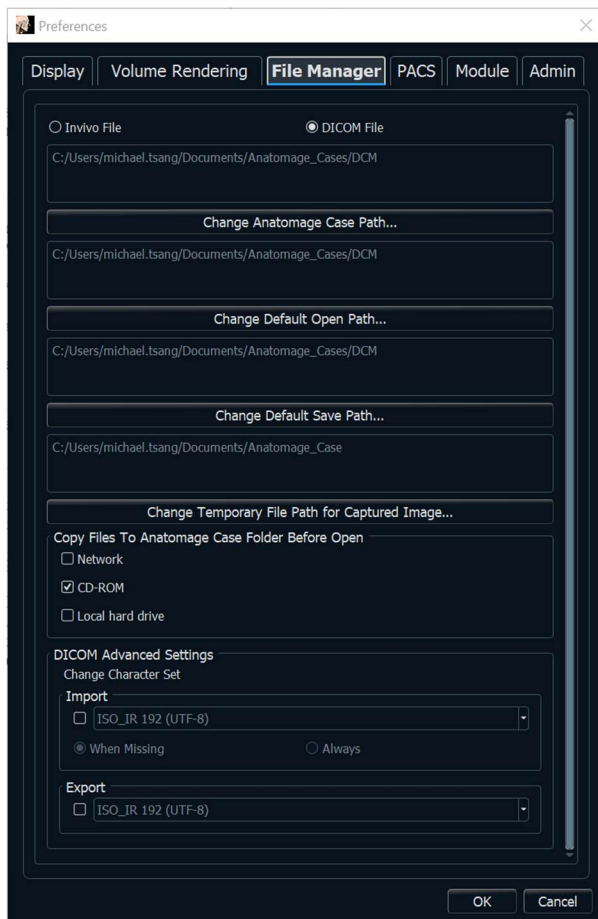 Preferences
Display Volume Rendering File Manager PACS Module Admin
Invivo File DICOM File
C:/Users/michael.tsang/Documents/Anatomage_Cases/DCM
Change Anatomage Case Path...
C:/Users/michael.tsang/Documents/Anatomage_Cases/DCM
Change Default Open Path...
C:/Users/michael.tsang/Documents/Anatomage_Cases/DCM
Change Default Save Path...
C:/Users/michael.tsang/Documents/Anatomage_Case
Change Temporary File Path for Captured Image...
Copy Files To Anatomage Case Folder Before Open
Network
CD-ROM
Local hard drive
DICOM Advanced Settings
Change Character Set
Import
ISO_IR 192 (UTF-8)
When Missing Always
Export
ISO_IR 192 (UTF-8)
OK Cancel